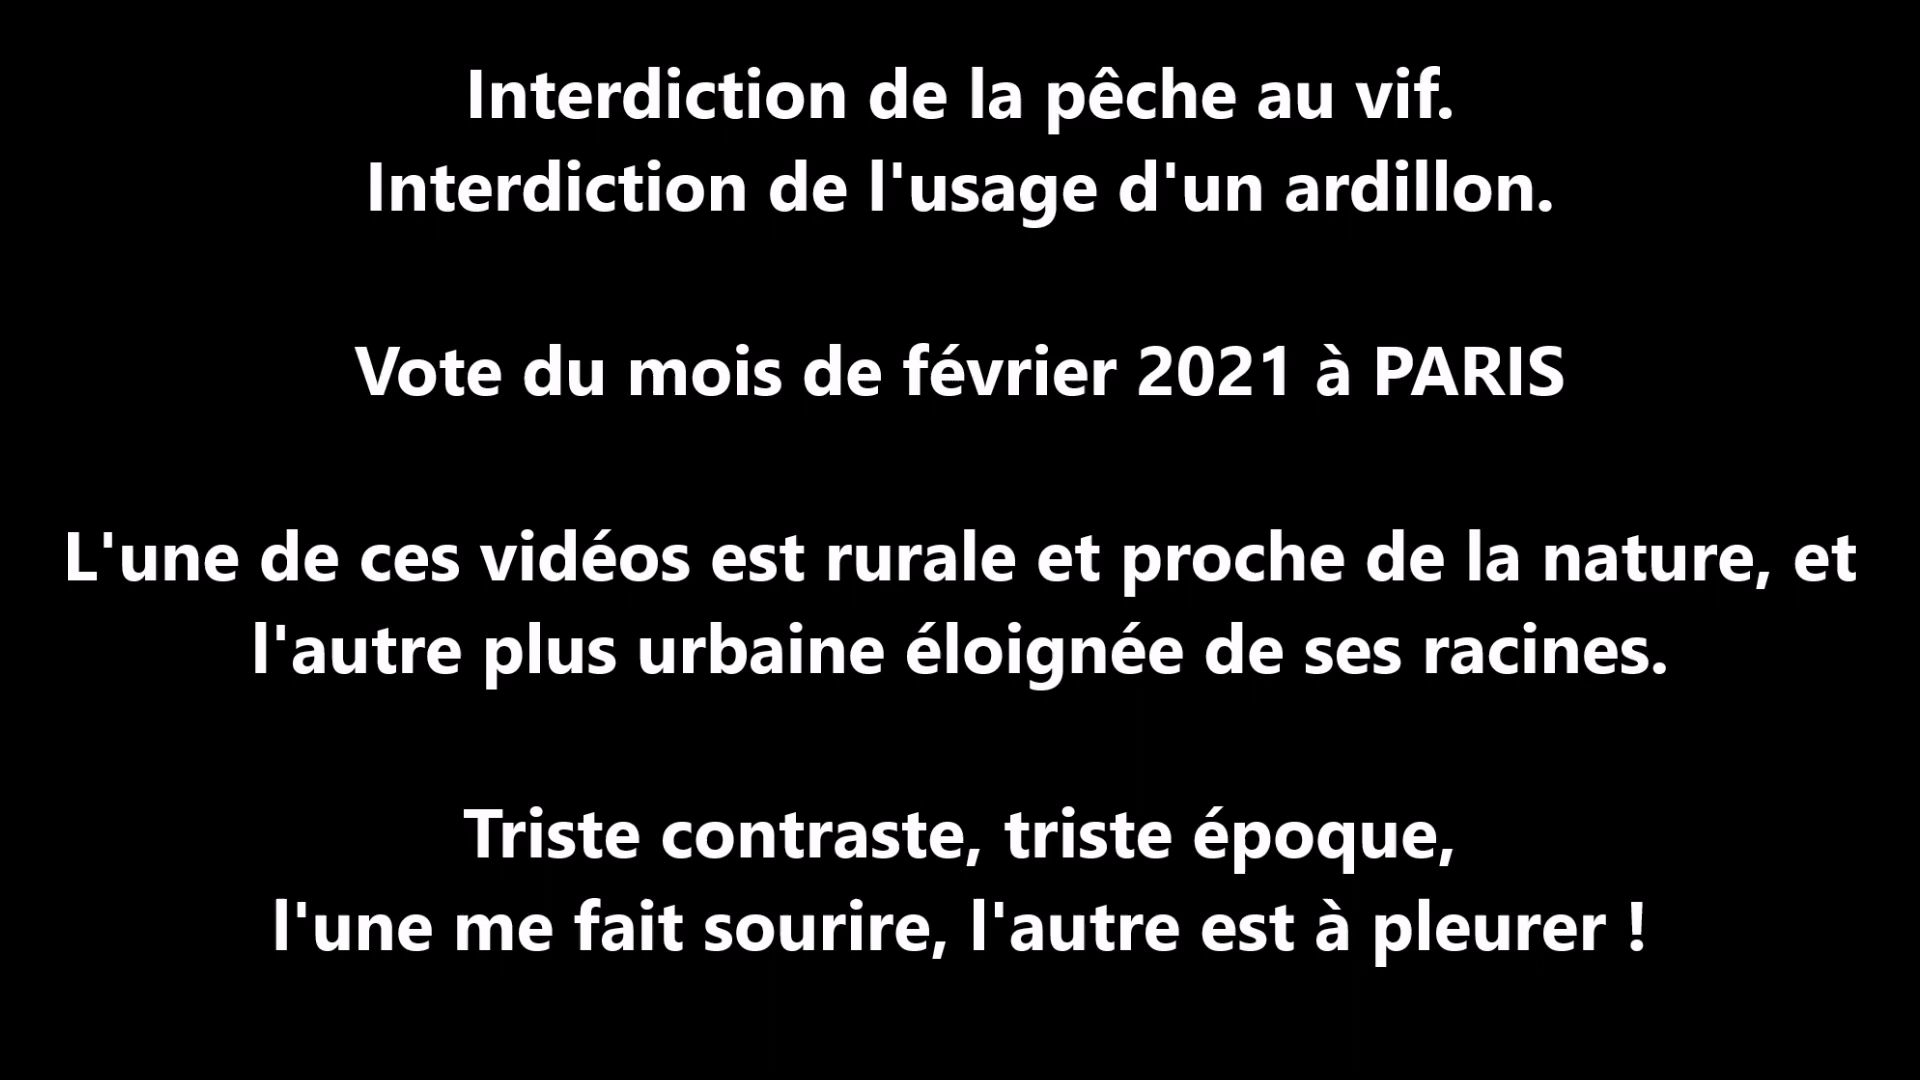 Interdiction de la pêche au vif.
Interdiction de l'usage d'un ardillon.
Vote du mois de février 2021 à PARIS
L'une de ces vidéos est rurale et proche de la nature, et
l'autre plus urbaine éloignée de ses racines.
Triste contraste, triste époque,
l'une me fait sourire, l'autre est à pleurer !